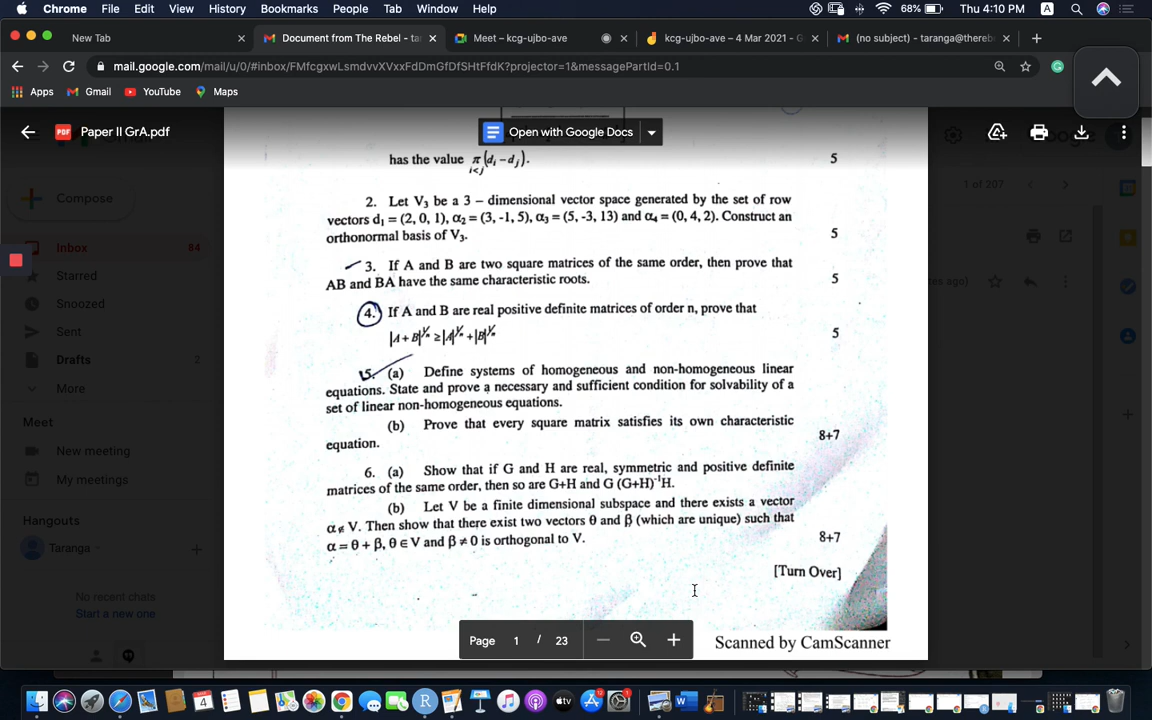 Chrome File Edit View History Bookmarks People Tab Window Help 68% Thu 4:10 PM A
New Tab Document from The Rebel - ta Meet – kcg-ujbo-ave kcg-ujbo-ave – 4 Mar 2021 - G (no subject) - taranga@thereb
mail.google.com/mail/u/0/#inbox/FMfcgxwLsmdvvXVxxFdDmGfDfSHtFfdK?projector=1&messagePartId=0.1
Apps Gmail YouTube Maps
PDF Paper II GrA.pdf Open with Google Docs
Compose
1 of 207
Inbox 84
Starred
Snoozed
Sent
Drafts 2
More
Meet
New meeting
My meetings
Hangouts
Taranga
No recent chats
Start a new one
es ago)
has the value π i<j (di – dj). 5
2. Let V₃ be a 3 – dimensional vector space generated by the set of row
vectors d₁ = (2, 0, 1), α₂ = (3, -1, 5), α₃ = (5, -3, 13) and α₄ = (0, 4, 2). Construct an
orthonormal basis of V₃. 5
3. If A and B are two square matrices of the same order, then prove that
AB and BA have the same characteristic roots. 5
4. If A and B are real positive definite matrices of order n, prove that
|A+B|^(1/n) ≥ |A|^(1/n) + |B|^(1/n) 5
5. (a) Define systems of homogeneous and non-homogeneous linear
equations. State and prove a necessary and sufficient condition for solvability of a
set of linear non-homogeneous equations.
(b) Prove that every square matrix satisfies its own characteristic
equation. 8+7
6. (a) Show that if G and H are real, symmetric and positive definite
matrices of the same order, then so are G+H and G (G+H)⁻¹H.
(b) Let V be a finite dimensional subspace and there exists a vector
α ∉ V. Then show that there exist two vectors θ and β (which are unique) such that
α = θ + β, θ ∈ V and β ≠ 0 is orthogonal to V. 8+7
[Turn Over]
Page 1 / 23
Scanned by CamScanner